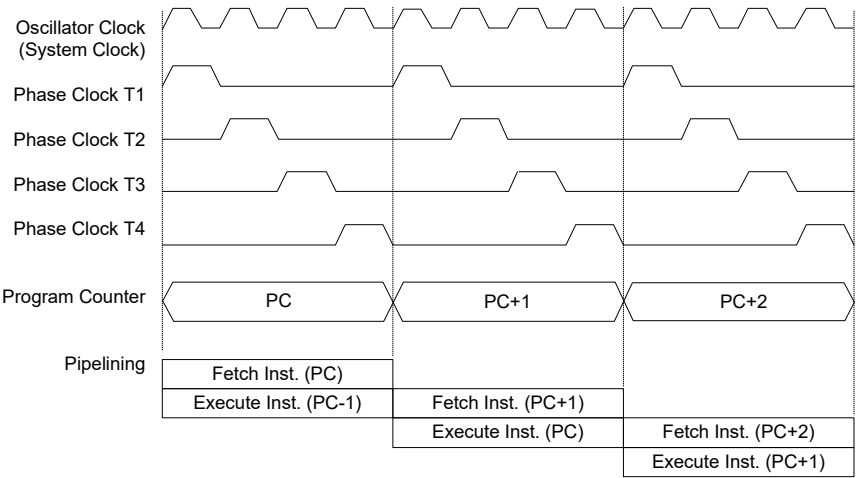 Oscillator Clock
(System Clock)
Phase Clock T1
Phase Clock T2
Phase Clock T3
Phase Clock T4
Program Counter
PC
PC+1
PC+2
Pipelining
Fetch Inst. (PC)
Execute Inst. (PC-1)
Fetch Inst. (PC+1)
Execute Inst. (PC)
Fetch Inst. (PC+2)
Execute Inst. (PC+1)